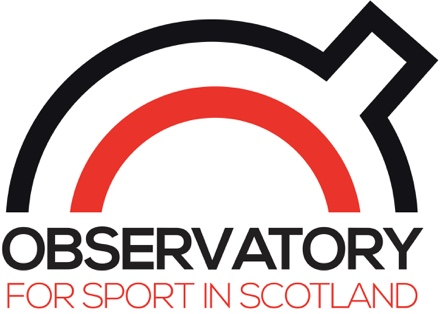 OBSERVATORY
FOR SPORT IN SCOTLAND